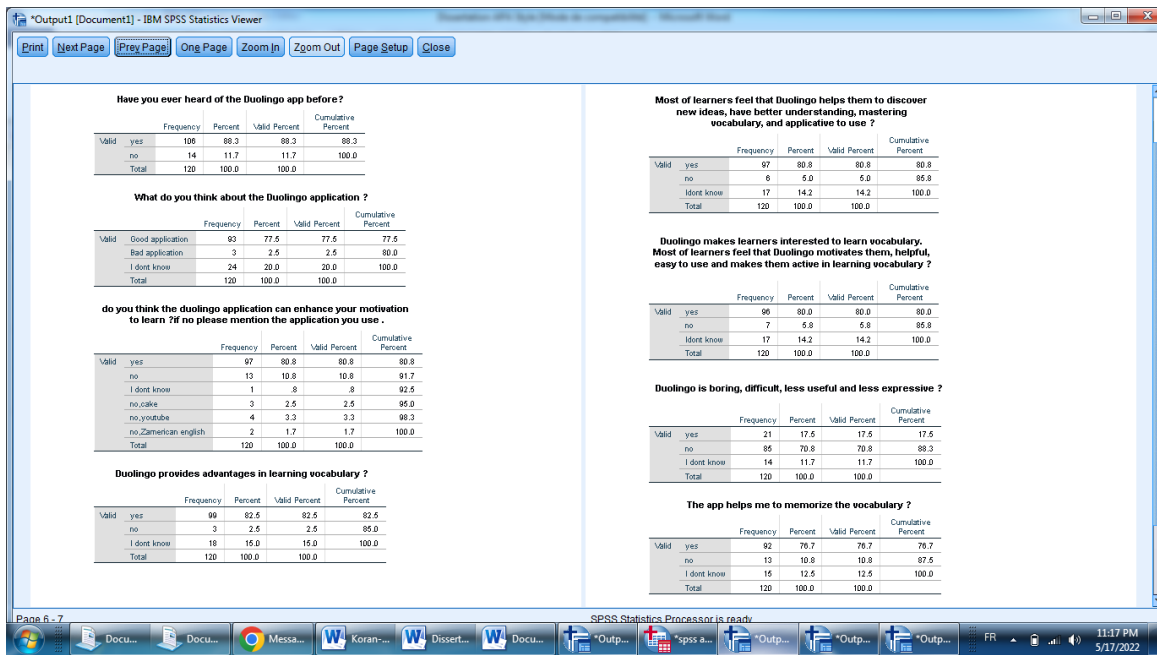 *Output1 [Document1] - IBM SPSS Statistics Viewer
Print Next Page Prev Page One Page Zoom In Zoom Out Page Setup Close
Have you ever heard of the Duolingo app before?
Frequency Percent Valid Percent Cumulative Percent
Valid yes 106 88.3 88.3 88.3
no 14 11.7 11.7 100.0
Total 120 100.0 100.0
What do you think about the Duolingo application ?
Frequency Percent Valid Percent Cumulative Percent
Valid Good application 93 77.5 77.5 77.5
Bad application 3 2.5 2.5 80.0
I dont know 24 20.0 20.0 100.0
Total 120 100.0 100.0
do you think the duolingo application can enhance your motivation
to learn ?if no please mention the application you use .
Frequency Percent Valid Percent Cumulative Percent
Valid yes 97 80.8 80.8 80.8
no 13 10.8 10.8 91.7
I dont know 1 .8 .8 92.5
no,cake 3 2.5 2.5 95.0
no,youtube 4 3.3 3.3 98.3
no,Zamerican english 2 1.7 1.7 100.0
Total 120 100.0 100.0
Duolingo provides advantages in learning vocabulary ?
Frequency Percent Valid Percent Cumulative Percent
Valid yes 99 82.5 82.5 82.5
no 3 2.5 2.5 85.0
I dont know 18 15.0 15.0 100.0
Total 120 100.0 100.0
Most of learners feel that Duolingo helps them to discover
new ideas, have better understanding, mastering
vocabulary, and applicative to use ?
Frequency Percent Valid Percent Cumulative Percent
Valid yes 97 80.8 80.8 80.8
no 6 5.0 5.0 85.8
Idont know 17 14.2 14.2 100.0
Total 120 100.0 100.0
Duolingo makes learners interested to learn vocabulary.
Most of learners feel that Duolingo motivates them, helpful,
easy to use and makes them active in learning vocabulary ?
Frequency Percent Valid Percent Cumulative Percent
Valid yes 96 80.0 80.0 80.0
no 7 5.8 5.8 85.8
Idont know 17 14.2 14.2 100.0
Total 120 100.0 100.0
Duolingo is boring, difficult, less useful and less expressive ?
Frequency Percent Valid Percent Cumulative Percent
Valid yes 21 17.5 17.5 17.5
no 85 70.8 70.8 88.3
I dont know 14 11.7 11.7 100.0
Total 120 100.0 100.0
The app helps me to memorize the vocabulary ?
Frequency Percent Valid Percent Cumulative Percent
Valid yes 92 76.7 76.7 76.7
no 13 10.8 10.8 87.5
I dont know 15 12.5 12.5 100.0
Total 120 100.0 100.0
Page 6 - 7 SPSS Statistics Processor is ready
Docu... Docu... Messa... Koran-... Dissert... Docu... *Outp... *spss a... *Outp... *Outp... *Outp... FR 11:17 PM
5/17/2022